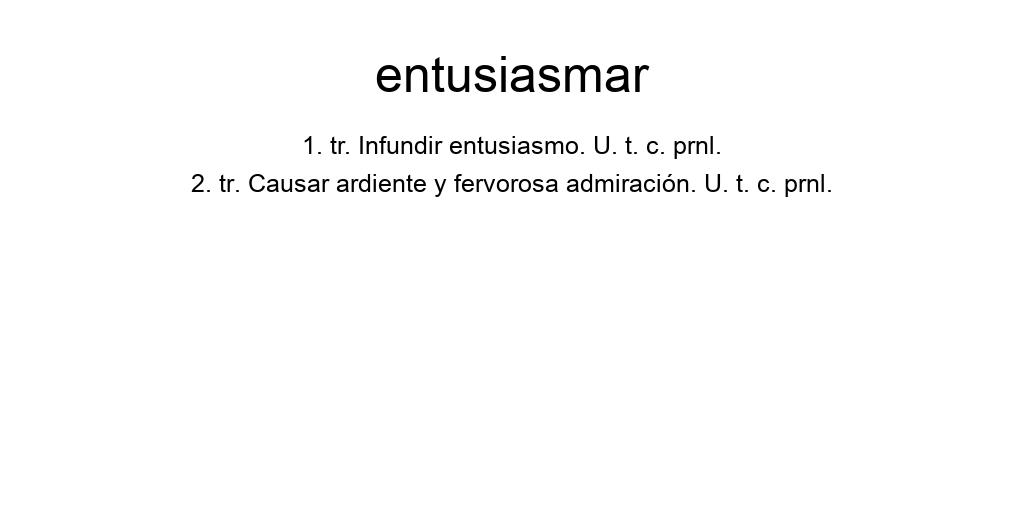 entusiasmar
1. tr. Infundir entusiasmo. U. t. c. prnl.
2. tr. Causar ardiente y fervorosa admiración. U. t. c. prnl.